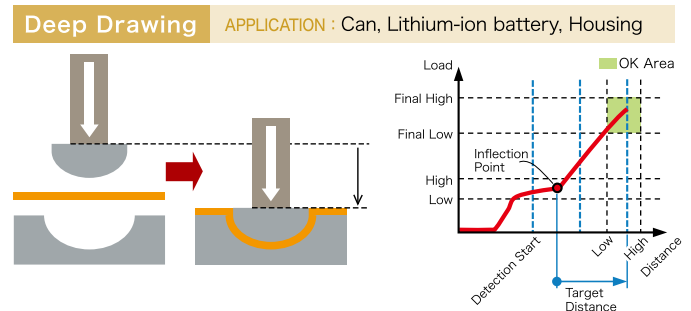 Deep Drawing
APPLICATION : Can, Lithium-ion battery, Housing
Load
OK Area
Final High
Final Low
Inflection
Point
High
Low
Detection Start
Low
High
Distance
Target
Distance